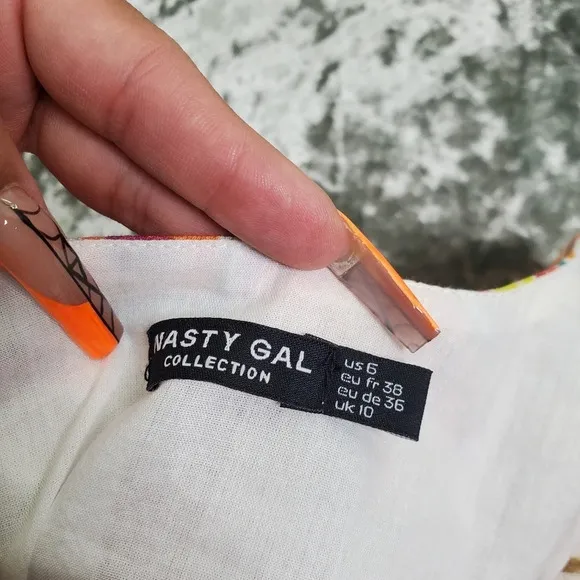 NASTY GAL
COLLECTION
us 6
eu fr 38
eu de 36
uk 10